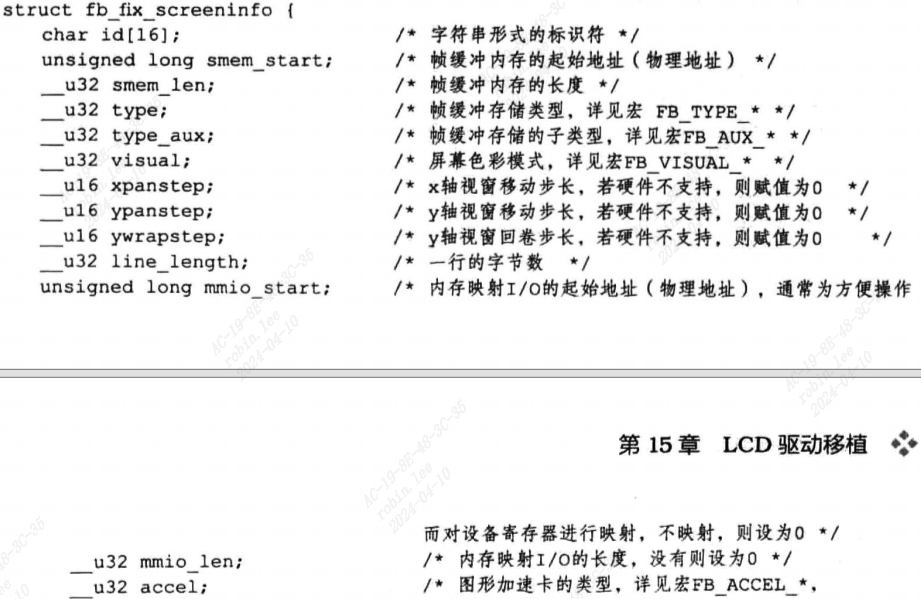 struct fb_fix_screeninfo {
char id[16]; /* 字符串形式的标识符 */
unsigned long smem_start; /* 帧缓冲内存的起始地址（物理地址） */
__u32 smem_len; /* 帧缓冲内存的长度 */
__u32 type; /* 帧缓冲存储类型，详见宏 FB_TYPE_* */
__u32 type_aux; /* 帧缓冲存储的子类型，详见宏FB_AUX_* */
__u32 visual; /* 屏幕色彩模式，详见宏FB_VISUAL_* */
__u16 xpanstep; /* x轴视窗移动步长，若硬件不支持，则赋值为0 */
__u16 ypanstep; /* y轴视窗移动步长，若硬件不支持，则赋值为0 */
__u16 ywrapstep; /* y轴视窗回卷步长，若硬件不支持，则赋值为0 */
__u32 line_length; /* 一行的字节数 */
unsigned long mmio_start; /* 内存映射I/O的起始地址（物理地址），通常为方便操作
AC-19-8E-48-3C-35
robin.lee
2024-04-10
第 15 章 LCD 驱动移植
而对设备寄存器进行映射，不映射，则设为0 */
__u32 mmio_len; /* 内存映射I/O的长度，没有则设为0 */
__u32 accel; /* 图形加速卡的类型，详见宏FB_ACCEL_*,